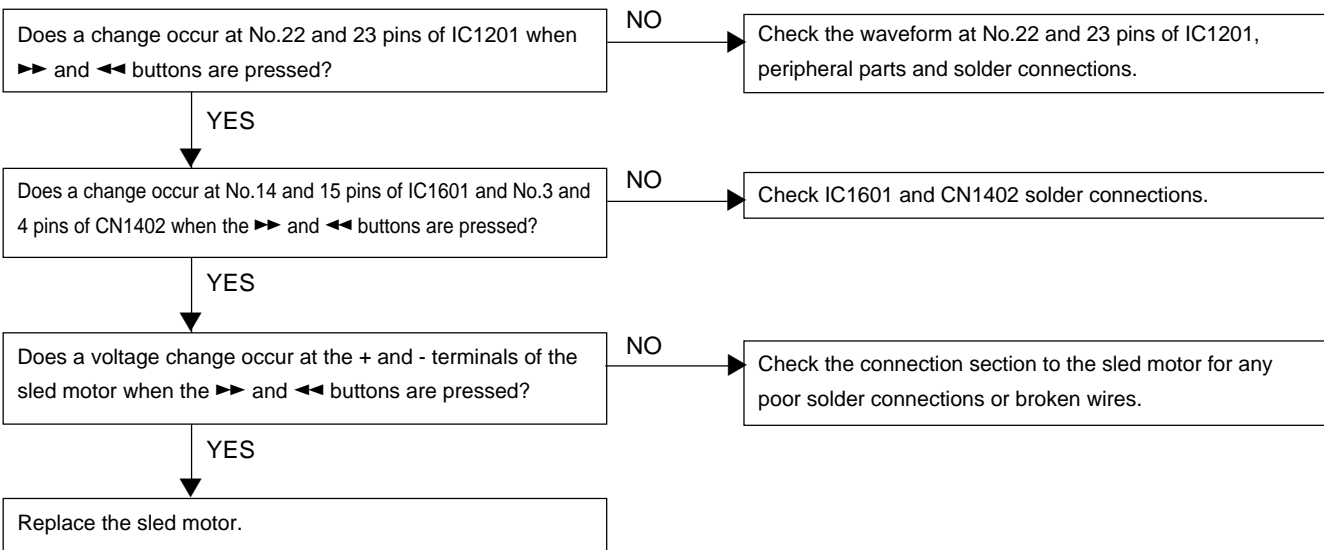 Does a change occur at No.22 and 23 pins of IC1201 when
►► and ◄◄ buttons are pressed?
NO
Check the waveform at No.22 and 23 pins of IC1201,
peripheral parts and solder connections.
YES
Does a change occur at No.14 and 15 pins of IC1601 and No.3 and
4 pins of CN1402 when the ►► and ◄◄ buttons are pressed?
NO
Check IC1601 and CN1402 solder connections.
YES
Does a voltage change occur at the + and - terminals of the
sled motor when the ►► and ◄◄ buttons are pressed?
NO
Check the connection section to the sled motor for any
poor solder connections or broken wires.
YES
Replace the sled motor.